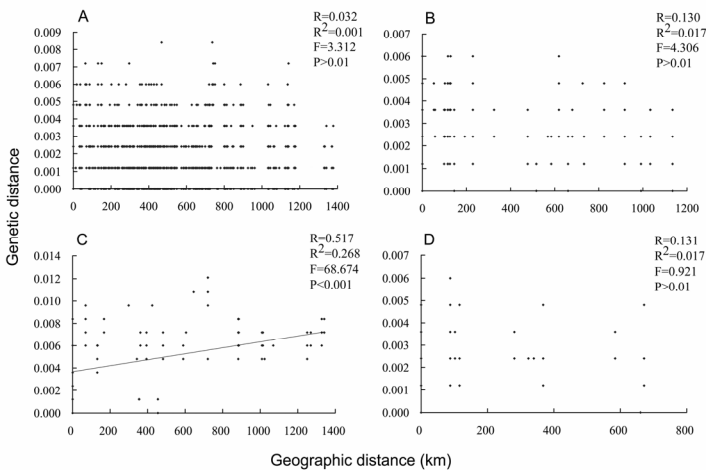 A
R=0.032
R²=0.001
F=3.312
P>0.01
0.009
0.008
0.007
0.006
0.005
0.004
0.003
0.002
0.001
0.000
0 200 400 600 800 1000 1200 1400
B
R=0.130
R²=0.017
F=4.306
P>0.01
0.007
0.006
0.005
0.004
0.003
0.002
0.001
0.000
0 200 400 600 800 1000 1200
Genetic distance
C
R=0.517
R²=0.268
F=68.674
P<0.001
0.014
0.012
0.010
0.008
0.006
0.004
0.002
0.000
0 200 400 600 800 1000 1200 1400
D
R=0.131
R²=0.017
F=0.921
P>0.01
0.007
0.006
0.005
0.004
0.003
0.002
0.001
0.000
0 200 400 600 800
Geographic distance (km)